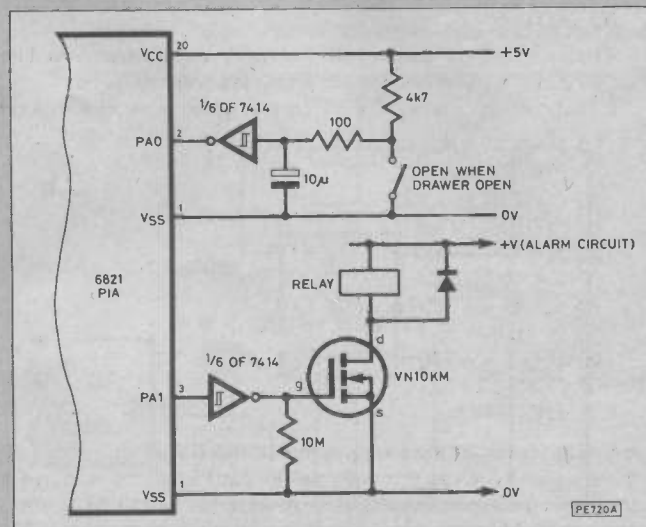 VCC
20
+5V
4k7
1/6 OF 7414
100
PA0
2
10µ
OPEN WHEN
DRAWER OPEN
VSS
1
0V
+V (ALARM CIRCUIT)
6821
PIA
RELAY
d
1/6 OF 7414
VN10KM
PA1
3
g
s
10M
VSS
1
0V
PE720A